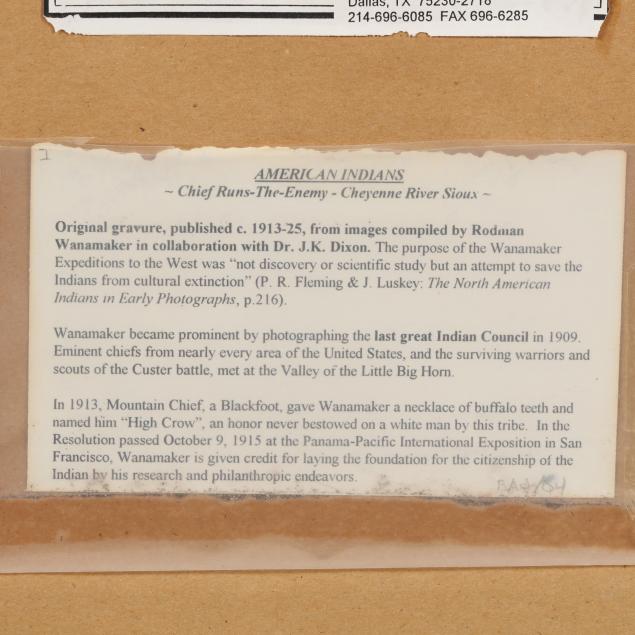 Dallas, TX 75230-2718
214-696-6085 FAX 696-6285
AMERICAN INDIANS
~ Chief Runs-The-Enemy - Cheyenne River Sioux ~
Original gravure, published c. 1913-25, from images compiled by Rodman
Wanamaker in collaboration with Dr. J.K. Dixon. The purpose of the Wanamaker
Expeditions to the West was “not discovery or scientific study but an attempt to save the
Indians from cultural extinction” (P. R. Fleming & J. Luskey: The North American
Indians in Early Photographs, p.216).
Wanamaker became prominent by photographing the last great Indian Council in 1909.
Eminent chiefs from nearly every area of the United States, and the surviving warriors and
scouts of the Custer battle, met at the Valley of the Little Big Horn.
In 1913, Mountain Chief, a Blackfoot, gave Wanamaker a necklace of buffalo teeth and
named him “High Crow”, an honor never bestowed on a white man by this tribe. In the
Resolution passed October 9, 1915 at the Panama-Pacific International Exposition in San
Francisco, Wanamaker is given credit for laying the foundation for the citizenship of the
Indian by his research and philanthropic endeavors.